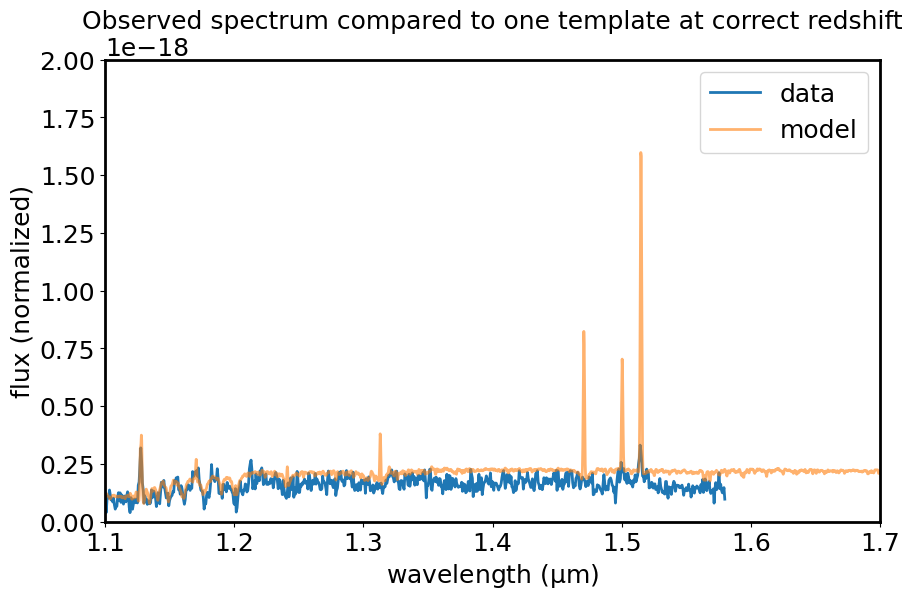 Observed spectrum compared to one template at correct redshift
1e−18
2.00
1.75
1.50
1.25
1.00
0.75
0.50
0.25
0.00
flux (normalized)
data
model
1.1 1.2 1.3 1.4 1.5 1.6 1.7
wavelength (μm)